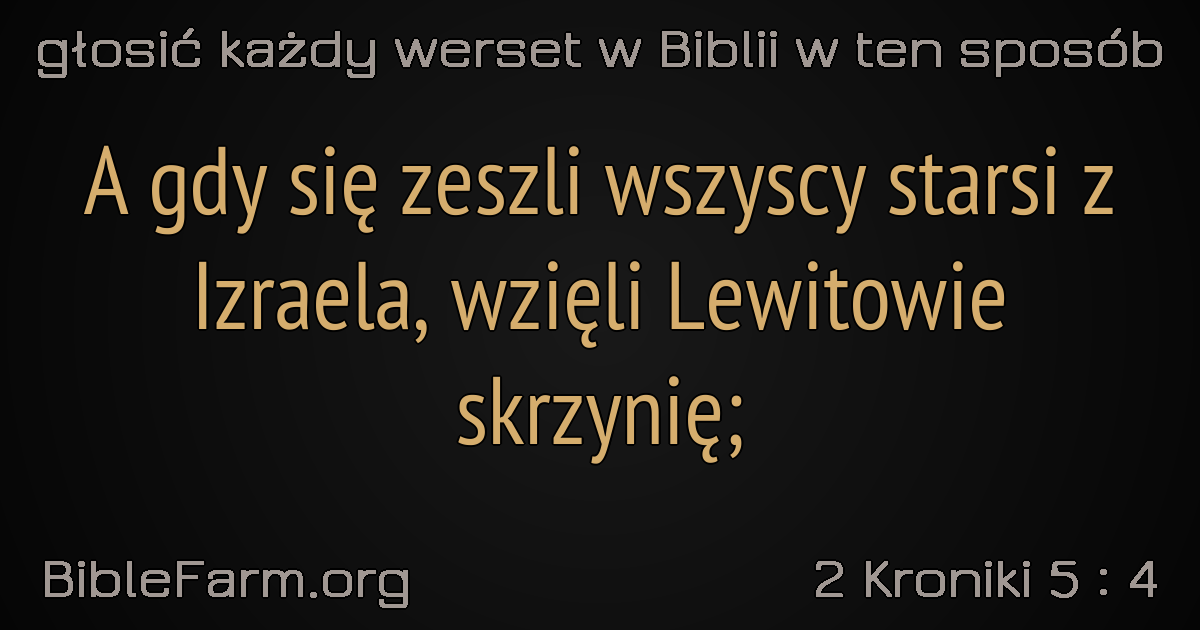 głosić każdy werset w Biblii w ten sposób
A gdy się zeszli wszyscy starsi z
Izraela, wzięli Lewitowie
skrzynię;
BibleFarm.org
2 Kroniki 5 : 4